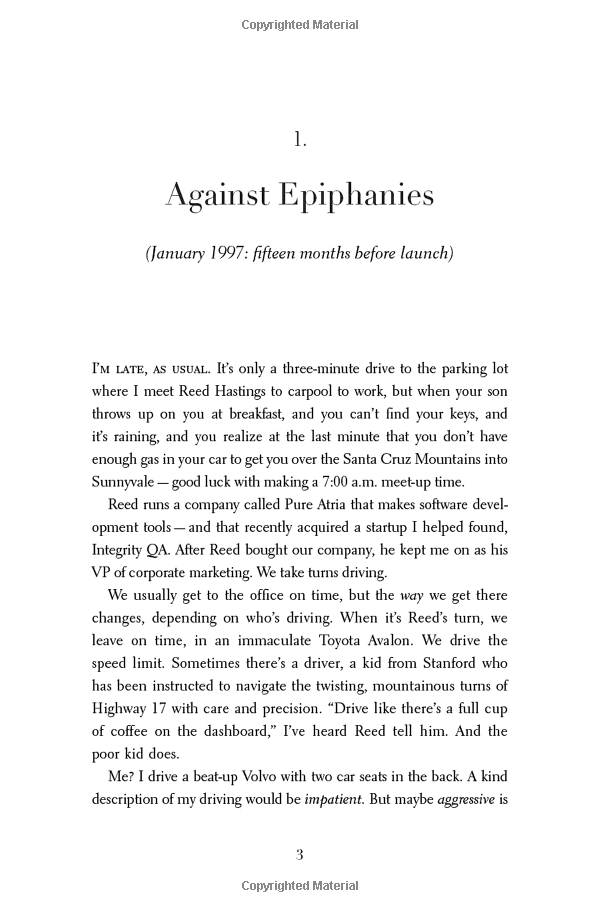 Copyrighted Material
1.
Against Epiphanies
(January 1997: fifteen months before launch)
I'M LATE, AS USUAL. It's only a three-minute drive to the parking lot
where I meet Reed Hastings to carpool to work, but when your son
throws up on you at breakfast, and you can't find your keys, and
it's raining, and you realize at the last minute that you don't have
enough gas in your car to get you over the Santa Cruz Mountains into
Sunnyvale — good luck with making a 7:00 a.m. meet-up time.
Reed runs a company called Pure Atria that makes software devel-
opment tools — and that recently acquired a startup I helped found,
Integrity QA. After Reed bought our company, he kept me on as his
VP of corporate marketing. We take turns driving.
We usually get to the office on time, but the way we get there
changes, depending on who's driving. When it's Reed's turn, we
leave on time, in an immaculate Toyota Avalon. We drive the
speed limit. Sometimes there's a driver, a kid from Stanford who
has been instructed to navigate the twisting, mountainous turns of
Highway 17 with care and precision. “Drive like there's a full cup
of coffee on the dashboard,” I've heard Reed tell him. And the
poor kid does.
Me? I drive a beat-up Volvo with two car seats in the back. A kind
description of my driving would be impatient. But maybe aggressive is
3
Copyrighted Material